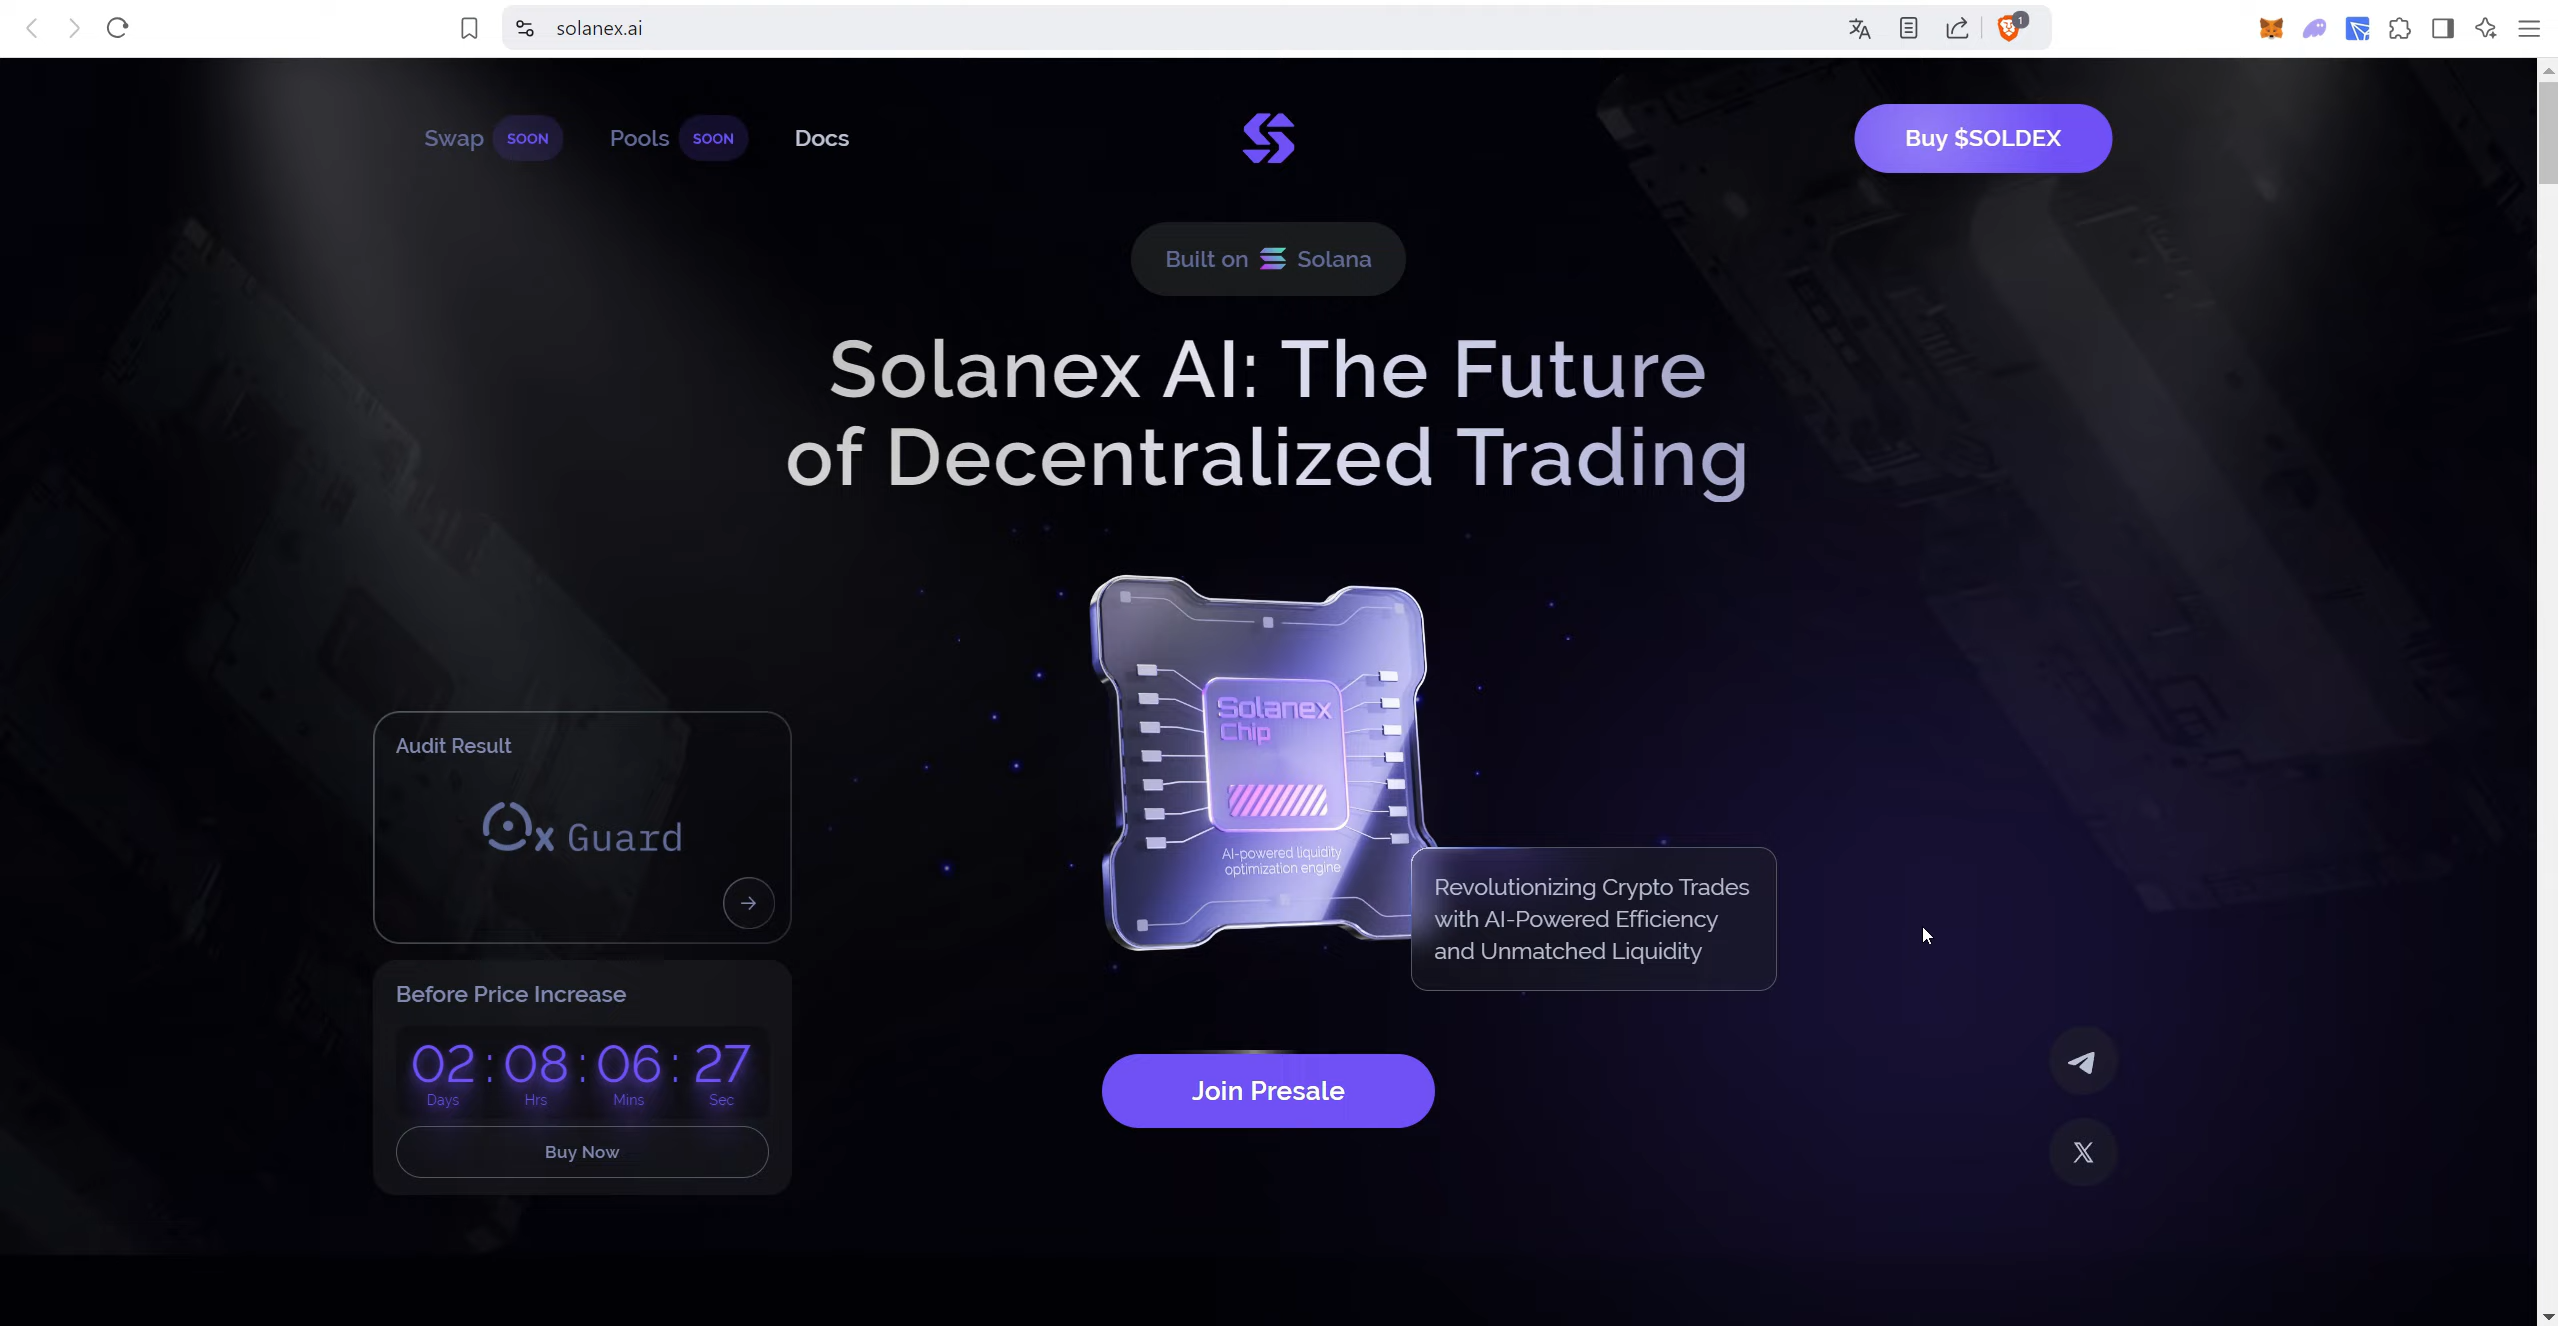 solanex.ai
1
Swap SOON Pools SOON Docs
Buy $SOLDEX
Built on Solana
Solanex AI: The Future
of Decentralized Trading
Solanex
Chip
AI-powered liquidity
optimization engine
Revolutionizing Crypto Trades
with AI-Powered Efficiency
and Unmatched Liquidity
Audit Result
0x Guard
Before Price Increase
02 : 08 : 06 : 27
Days Hrs Mins Sec
Buy Now
Join Presale